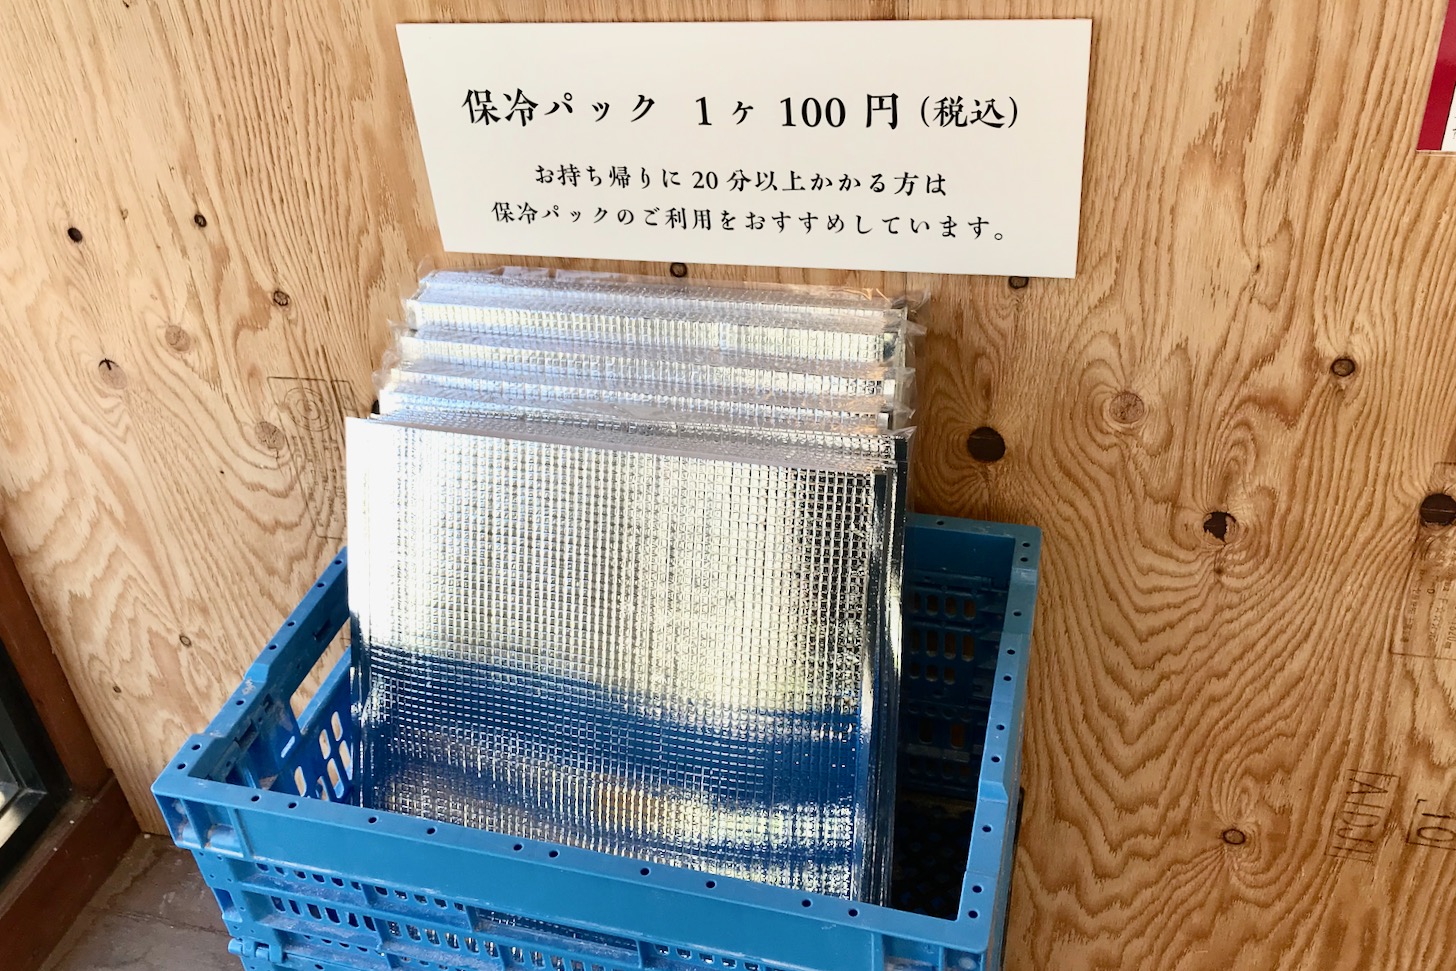 保冷パック 1ヶ 100円(税込)
お持ち帰りに20分以上かかる方は
保冷パックのご利用をおすすめしています。